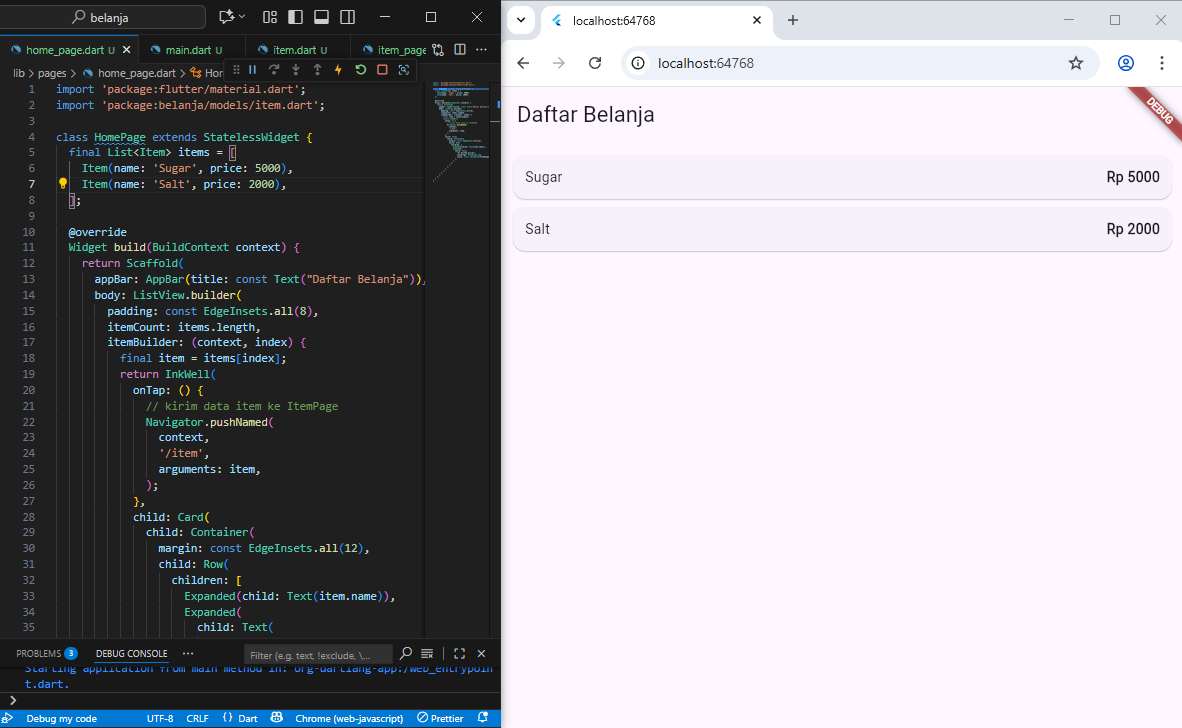 belanja
home_page.dart U
main.dart U
item.dart U
item_page
lib > pages > home_page.dart > Hor
1 import 'package:flutter/material.dart';
2 import 'package:belanja/models/item.dart';
3
4 class HomePage extends StatelessWidget {
5 final List<Item> items = [
6 Item(name: 'Sugar', price: 5000),
7 Item(name: 'Salt', price: 2000),
8 ];
9
10 @override
11 Widget build(BuildContext context) {
12 return Scaffold(
13 appBar: AppBar(title: const Text("Daftar Belanja")),
14 body: ListView.builder(
15 padding: const EdgeInsets.all(8),
16 itemCount: items.length,
17 itemBuilder: (context, index) {
18 final item = items[index];
19 return InkWell(
20 onTap: () {
21 // kirim data item ke ItemPage
22 Navigator.pushNamed(
23 context,
24 '/item',
25 arguments: item,
26 );
27 },
28 child: Card(
29 child: Container(
30 margin: const EdgeInsets.all(12),
31 child: Row(
32 children: [
33 Expanded(child: Text(item.name)),
34 Expanded(
35 child: Text(
PROBLEMS 3
DEBUG CONSOLE
Filter (e.g. text, !exclude, \...
Starting application from main method in: org-dartlang-app:/web_entrypoin
t.dart.
Debug my code
UTF-8
CRLF
{} Dart
Chrome (web-javascript)
Prettier
localhost:64768
localhost:64768
DEBUG
Daftar Belanja
Sugar Rp 5000
Salt Rp 2000